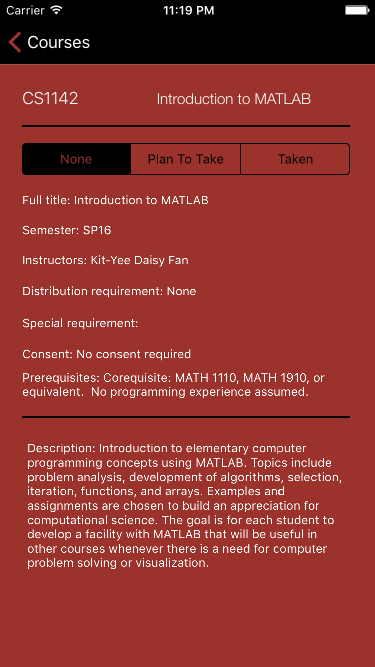 Carrier 11:19 PM
Courses
CS1142 Introduction to MATLAB
None Plan To Take Taken
Full title: Introduction to MATLAB
Semester: SP16
Instructors: Kit-Yee Daisy Fan
Distribution requirement: None
Special requirement:
Consent: No consent required
Prerequisites: Corequisite: MATH 1110, MATH 1910, or
equivalent.  No programming experience assumed.
Description: Introduction to elementary computer
programming concepts using MATLAB. Topics include
problem analysis, development of algorithms, selection,
iteration, functions, and arrays. Examples and
assignments are chosen to build an appreciation for
computational science. The goal is for each student to
develop a facility with MATLAB that will be useful in
other courses whenever there is a need for computer
problem solving or visualization.